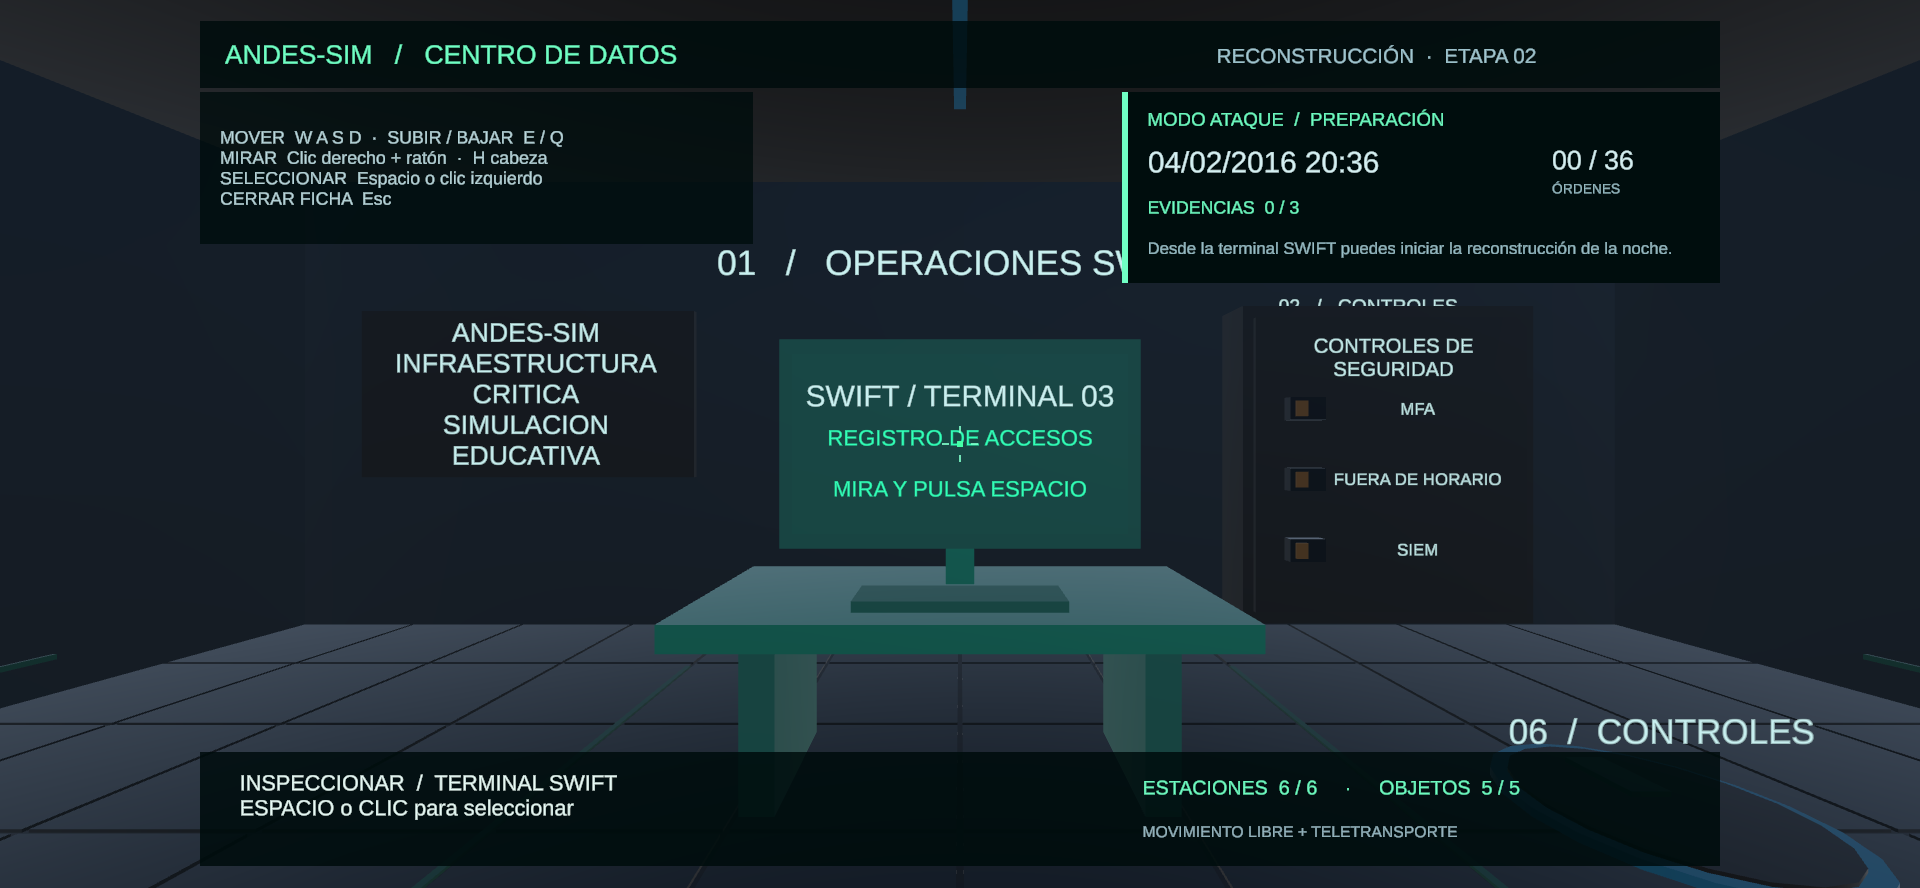 ANDES-SIM / CENTRO DE DATOS
RECONSTRUCCIÓN · ETAPA 02
MOVER W A S D · SUBIR / BAJAR E / Q
MIRAR Clic derecho + ratón · H cabeza
SELECCIONAR Espacio o clic izquierdo
CERRAR FICHA Esc
MODO ATAQUE / PREPARACIÓN
04/02/2016 20:36
00 / 36
ÓRDENES
EVIDENCIAS 0 / 3
Desde la terminal SWIFT puedes iniciar la reconstrucción de la noche.
01 / OPERACIONES
ANDES-SIM
INFRAESTRUCTURA
CRITICA
SIMULACION
EDUCATIVA
SWIFT / TERMINAL 03
REGISTRO DE ACCESOS
MIRA Y PULSA ESPACIO
/ CONTROLES
CONTROLES DE
SEGURIDAD
MFA
FUERA DE HORARIO
SIEM
06 / CONTROLES
INSPECCIONAR / TERMINAL SWIFT
ESPACIO o CLIC para seleccionar
ESTACIONES 6 / 6 · OBJETOS 5 / 5
MOVIMIENTO LIBRE + TELETRANSPORTE